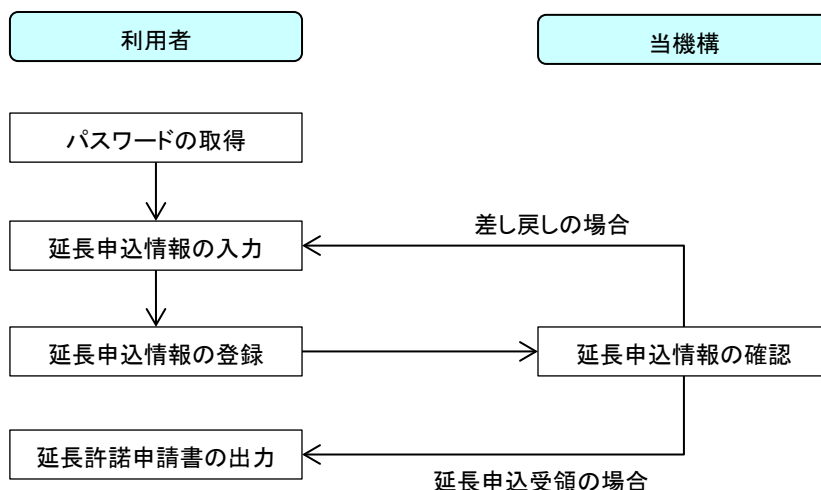 利用者
当機構
パスワードの取得
差し戻しの場合
延長申込情報の入力
延長申込情報の登録
延長申込情報の確認
延長許諾申請書の出力
延長申込受領の場合